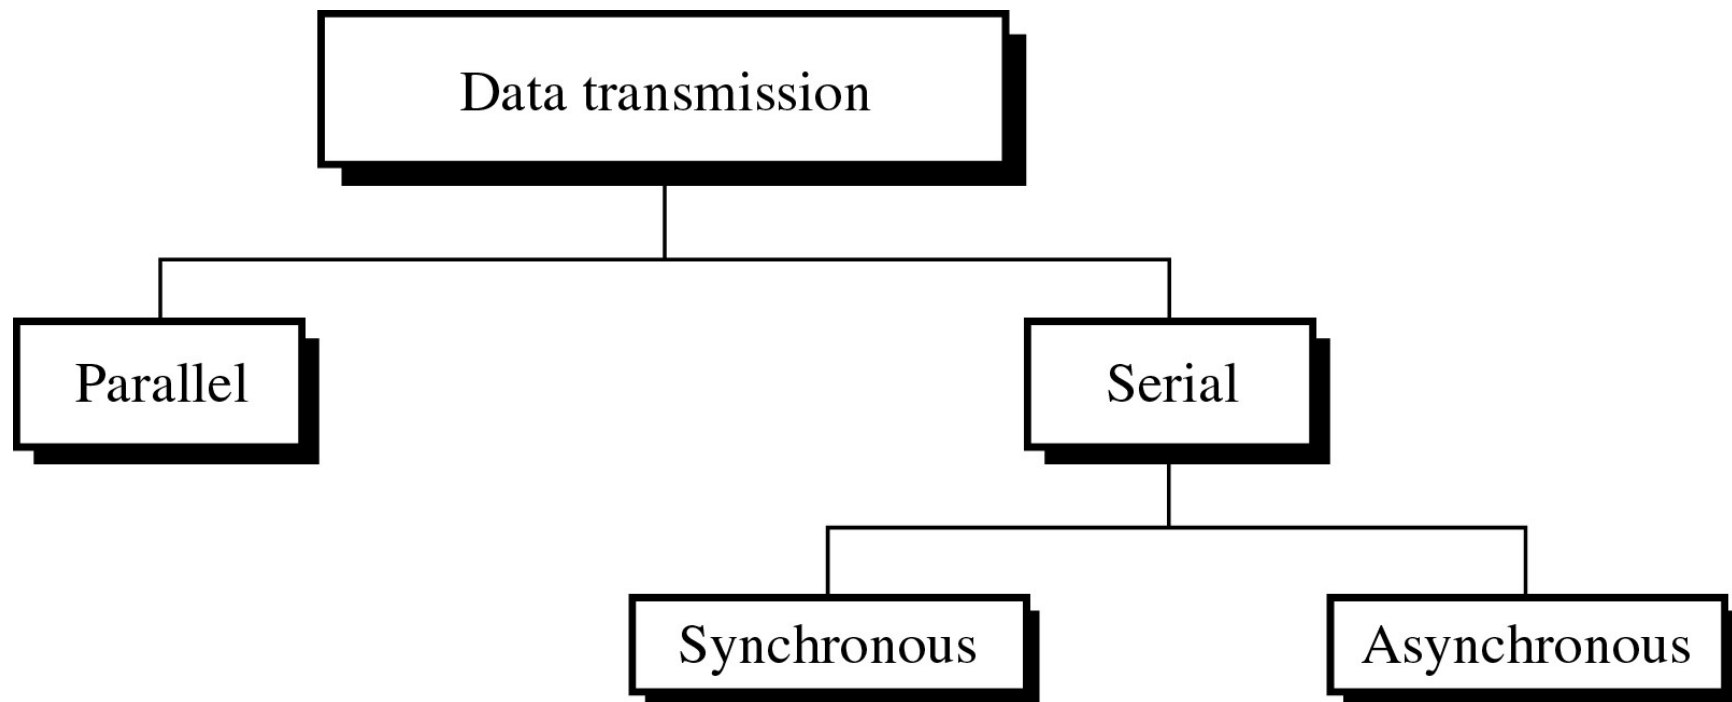 Data transmission
Parallel
Serial
Synchronous
Asynchronous